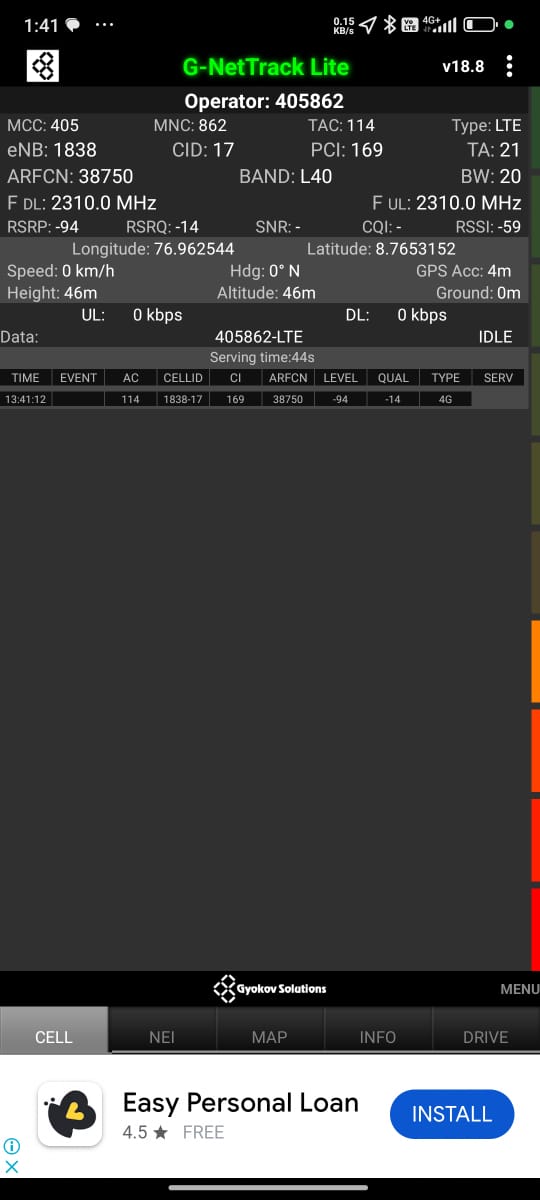 1:41 ... 0.15 KB/s VoLTE 4G+
G-NetTrack Lite v18.8
Operator: 405862
MCC: 405 MNC: 862 TAC: 114 Type: LTE
eNB: 1838 CID: 17 PCI: 169 TA: 21
ARFCN: 38750 BAND: L40 BW: 20
F DL: 2310.0 MHz F UL: 2310.0 MHz
RSRP: -94 RSRQ: -14 SNR: - CQI: - RSSI: -59
Longitude: 76.962544 Latitude: 8.7653152
Speed: 0 km/h Hdg: 0° N GPS Acc: 4m
Height: 46m Altitude: 46m Ground: 0m
UL: 0 kbps DL: 0 kbps
Data: 405862-LTE IDLE
Serving time:44s
TIME EVENT AC CELLID CI ARFCN LEVEL QUAL TYPE SERV
13:41:12 114 1838-17 169 38750 -94 -14 4G
Gyokov Solutions MENU
CELL NEI MAP INFO DRIVE
Easy Personal Loan
4.5 ★ FREE
INSTALL